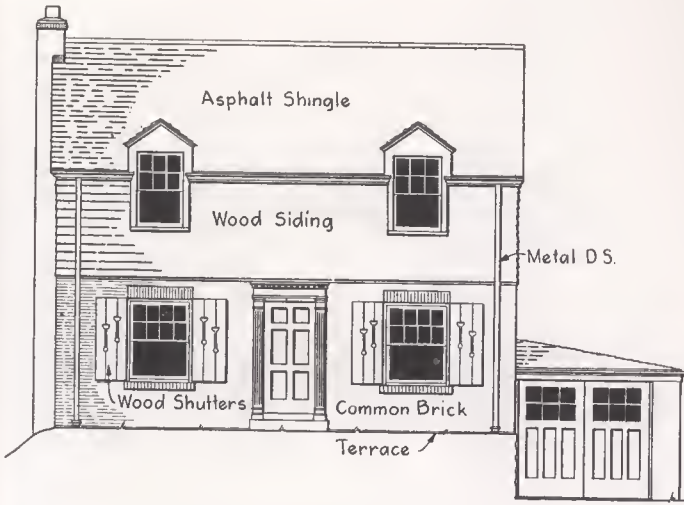 Asphalt Shingle
Wood Siding
Metal D.S.
Wood Shutters
Common Brick
Terrace